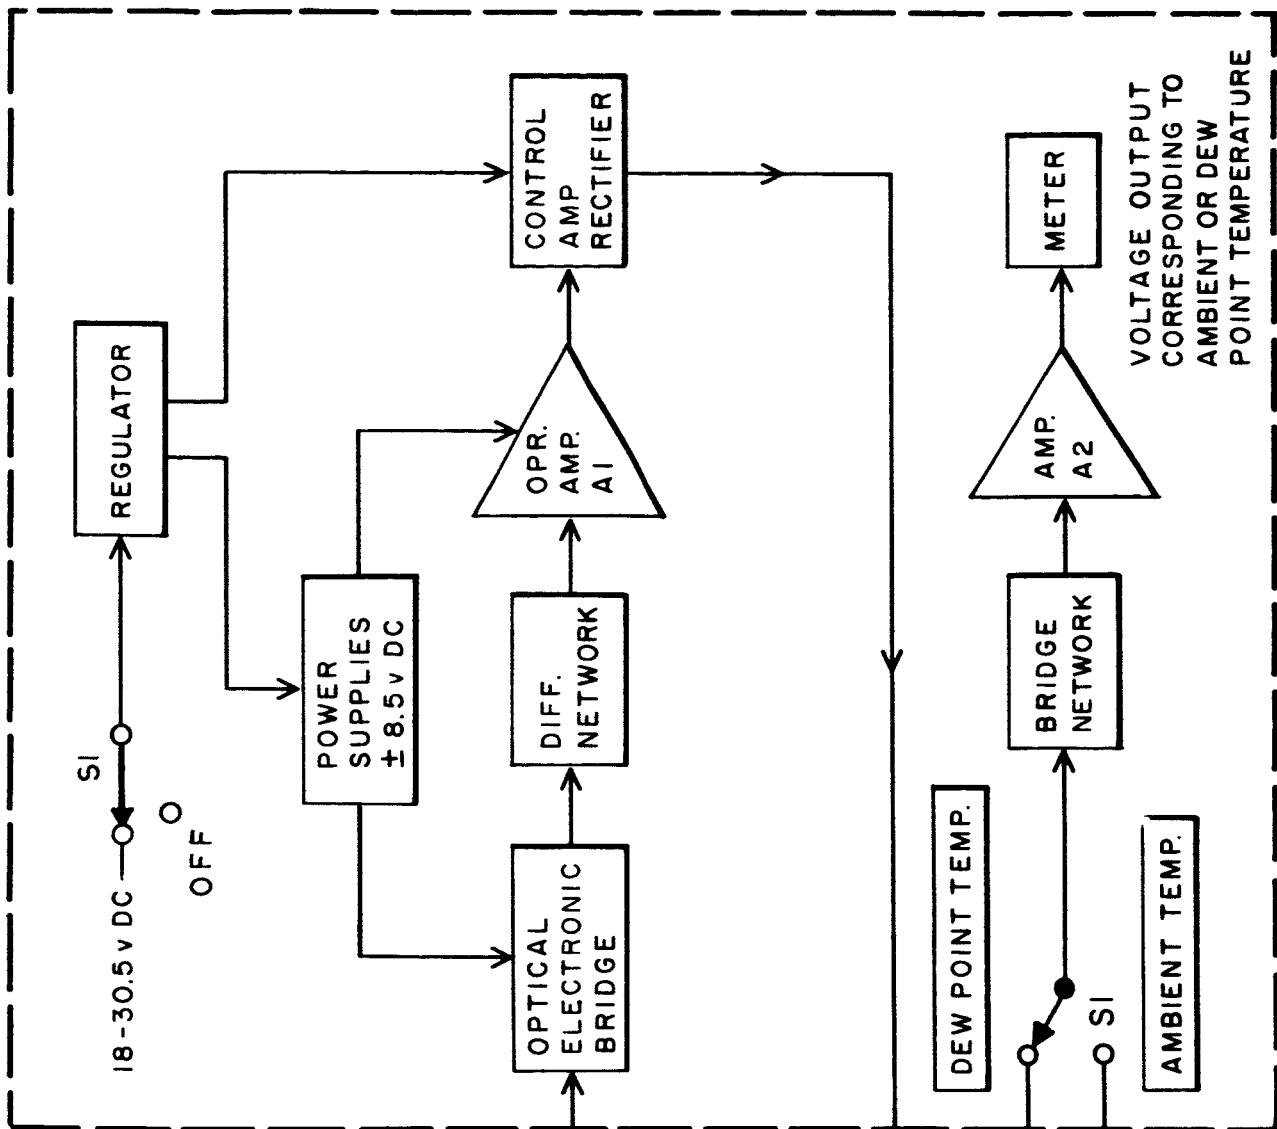 18-30.5 v DC
S1
OFF
REGULATOR
POWER
SUPPLIES
± 8.5 v DC
OPTICAL
ELECTRONIC
BRIDGE
DIFF.
NETWORK
OPR.
AMP.
A1
CONTROL
AMP
RECTIFIER
DEW POINT TEMP.
S1
AMBIENT TEMP.
BRIDGE
NETWORK
AMP.
A2
METER
VOLTAGE OUTPUT
CORRESPONDING TO
AMBIENT OR DEW
POINT TEMPERATURE